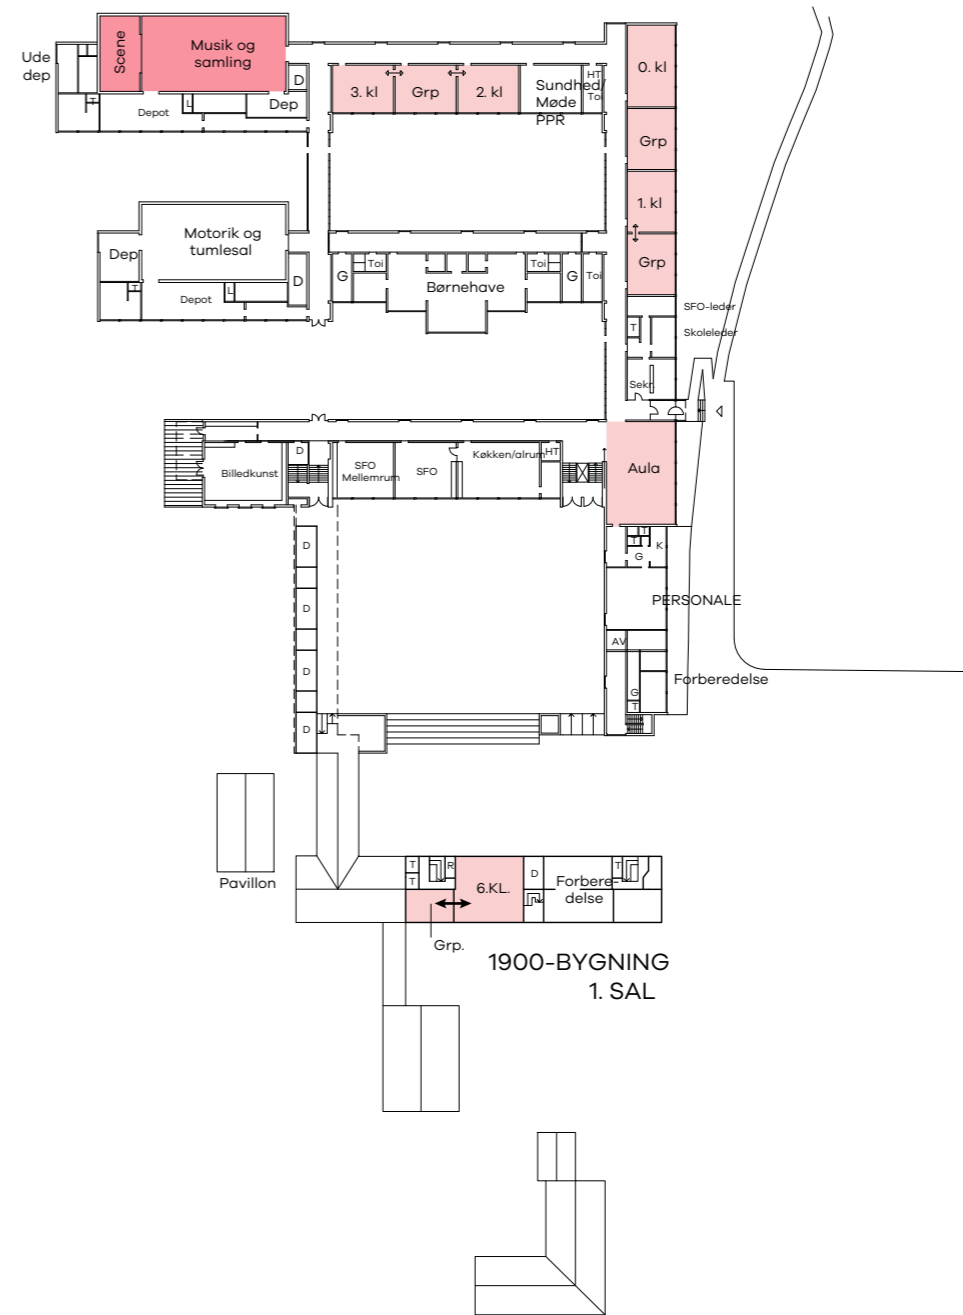 Ude
dep
Scene
Musik og
samling
D
T
Depot
L
Dep
3. kl
Grp
2. kl
Sundhed/
Møde
PPR
HT
Toi
0. kl
Grp
1. kl
Grp
Motorik og
tumlesal
Dep
D
T
Depot
L
G
Toi
Børnehave
Toi
G
Toi
SFO-leder
T
Skoleleder
Sekr.
Billedkunst
D
SFO
Mellemrum
SFO
Køkken/alrum
HT
Aula
T
T
G
K
D
D
D
D
PERSONALE
AV
Forberedelse
G
T
Pavillon
T
T
R
6.KL.
D
Forbere-
delse
T
Grp.
1900-BYGNING
1. SAL